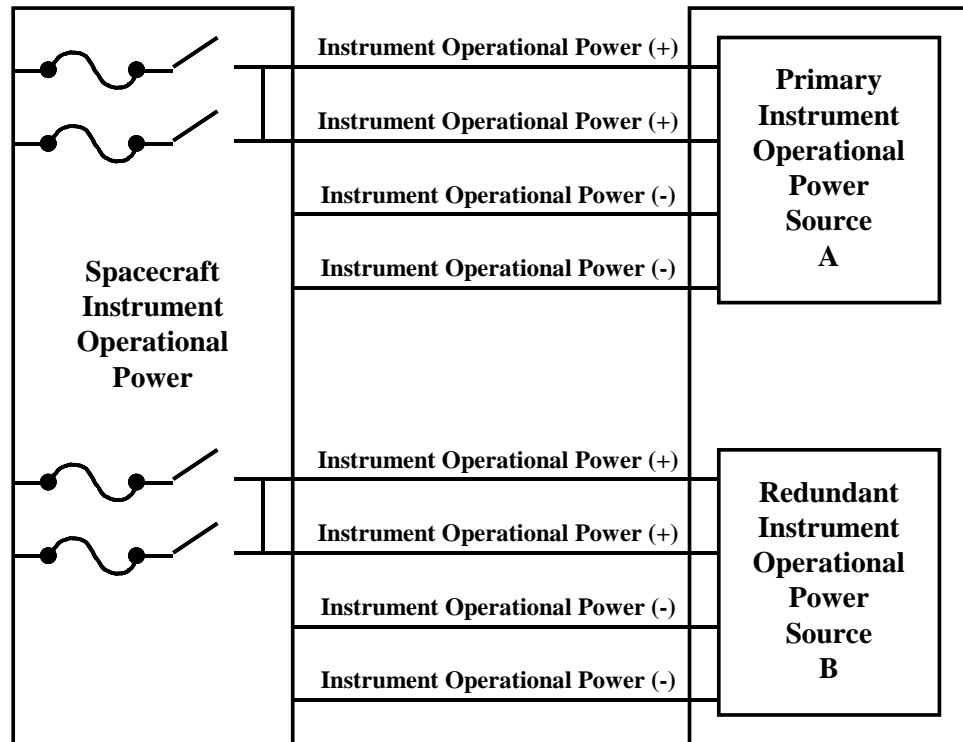 Instrument Operational Power (+)
Instrument Operational Power (+)
Instrument Operational Power (-)
Instrument Operational Power (-)
Primary
Instrument
Operational
Power
Source
A
Spacecraft
Instrument
Operational
Power
Instrument Operational Power (+)
Instrument Operational Power (+)
Instrument Operational Power (-)
Instrument Operational Power (-)
Redundant
Instrument
Operational
Power
Source
B